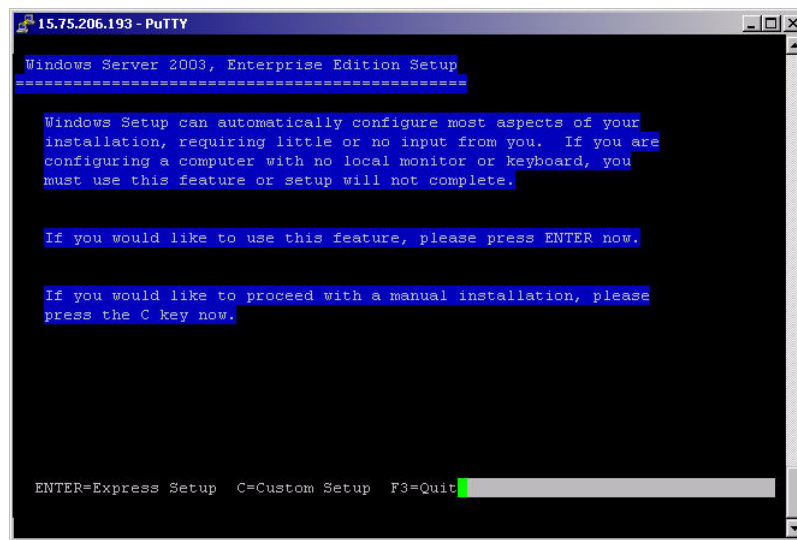 15.75.206.193 - PuTTY
Windows Server 2003, Enterprise Edition Setup
===============================================
Windows Setup can automatically configure most aspects of your
installation, requiring little or no input from you.  If you are
configuring a computer with no local monitor or keyboard, you
must use this feature or setup will not complete.
If you would like to use this feature, please press ENTER now.
If you would like to proceed with a manual installation, please
press the C key now.
ENTER=Express Setup  C=Custom Setup  F3=Quit